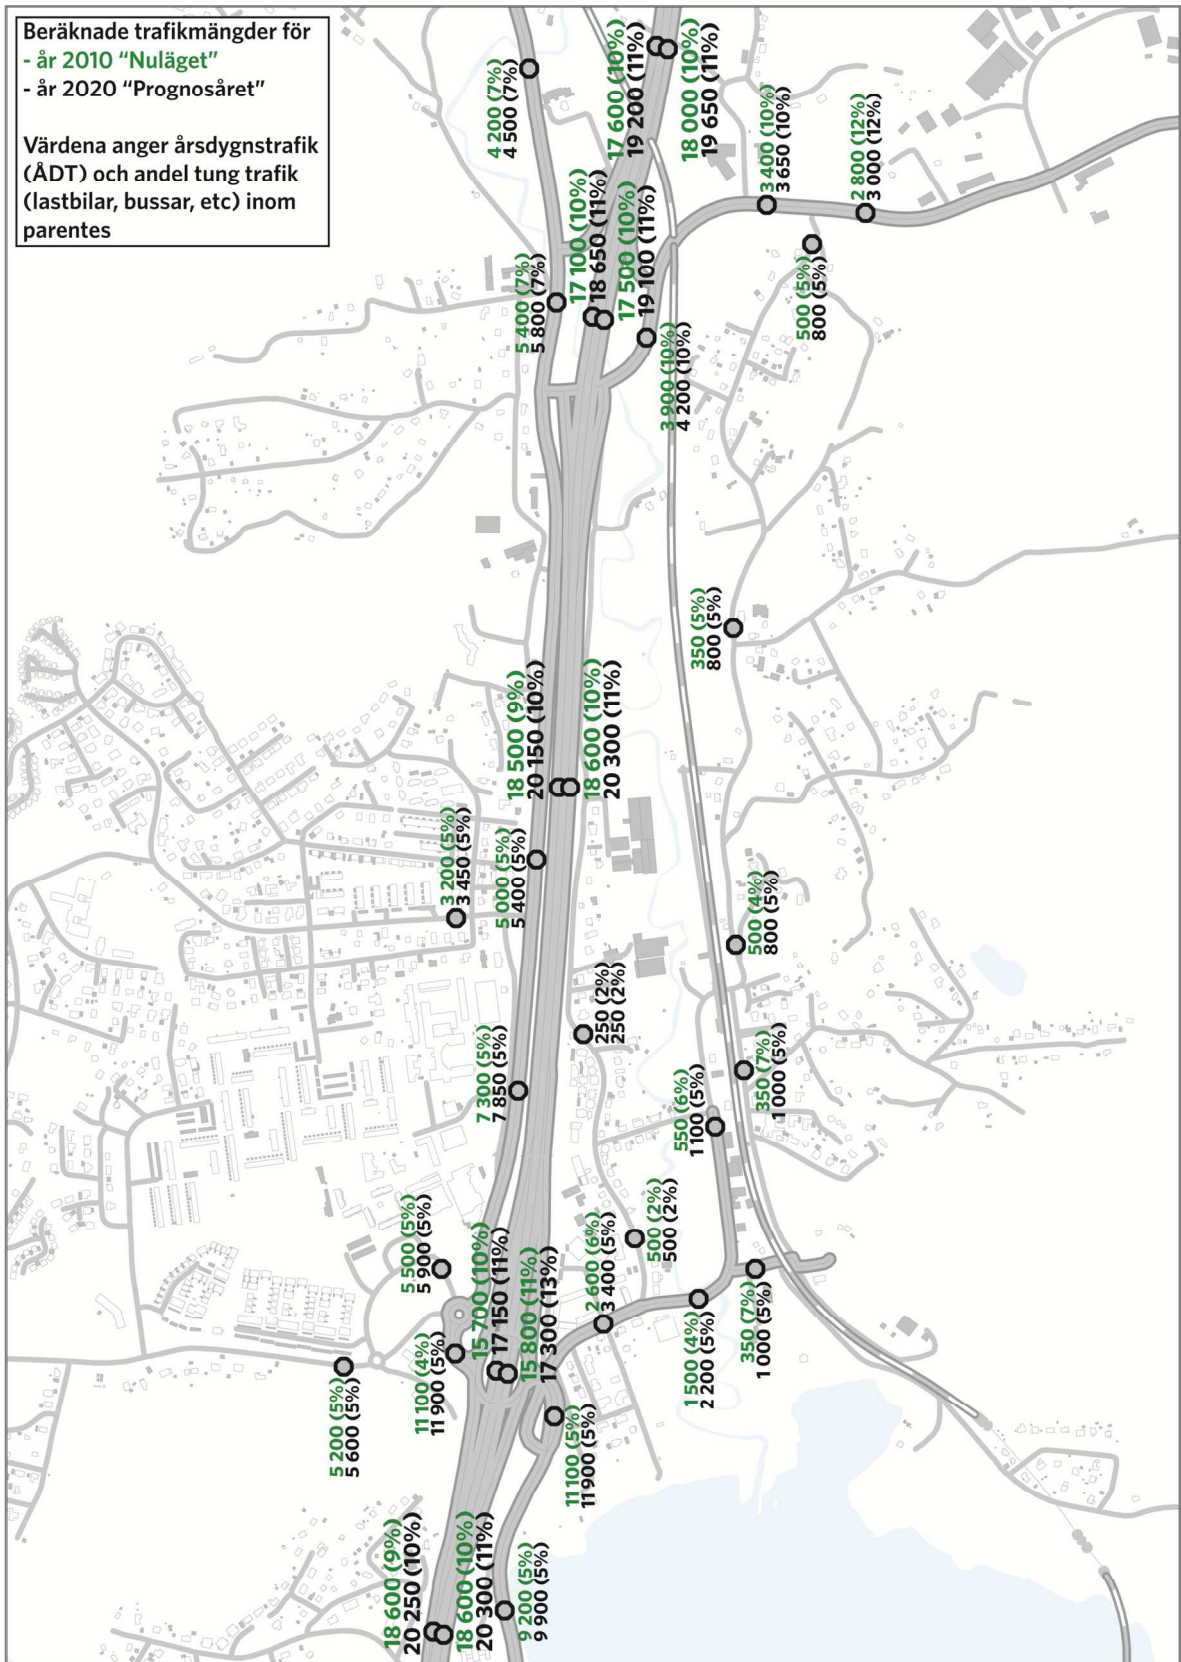 Beräknade trafikmängder för
- år 2010 “Nuläget”
- år 2020 “Prognosåret”
Värdena anger årsdygnstrafik
(ÅDT) och andel tung trafik
(lastbilar, bussar, etc) inom
parentes
4 200 (7%)
4 500 (7%)
17 600 (10%)
19 200 (11%)
18 000 (10%)
19 650 (11%)
3 400 (10%)
3 650 (10%)
2 800 (12%)
3 000 (12%)
5 400 (7%)
5 800 (7%)
17 100 (10%)
18 650 (11%)
17 500 (10%)
19 100 (11%)
3 900 (10%)
4 200 (10%)
500 (5%)
800 (5%)
350 (5%)
800 (5%)
18 500 (9%)
20 150 (10%)
18 600 (10%)
20 300 (11%)
3 200 (5%)
3 450 (5%)
5 000 (5%)
5 400 (5%)
500 (4%)
800 (5%)
250 (2%)
250 (2%)
7 300 (5%)
7 850 (5%)
550 (6%)
1 100 (5%)
350 (7%)
1 000 (5%)
5 500 (5%)
5 900 (5%)
15 700 (10%)
17 150 (11%)
15 800 (11%)
17 300 (13%)
2 600 (6%)
3 400 (5%)
500 (2%)
500 (2%)
5 200 (5%)
5 600 (5%)
11 100 (4%)
11 900 (5%)
11 100 (5%)
11 900 (5%)
1 500 (4%)
2 200 (5%)
350 (7%)
1 000 (5%)
18 600 (9%)
20 250 (10%)
18 600 (10%)
20 300 (11%)
9 200 (5%)
9 900 (5%)